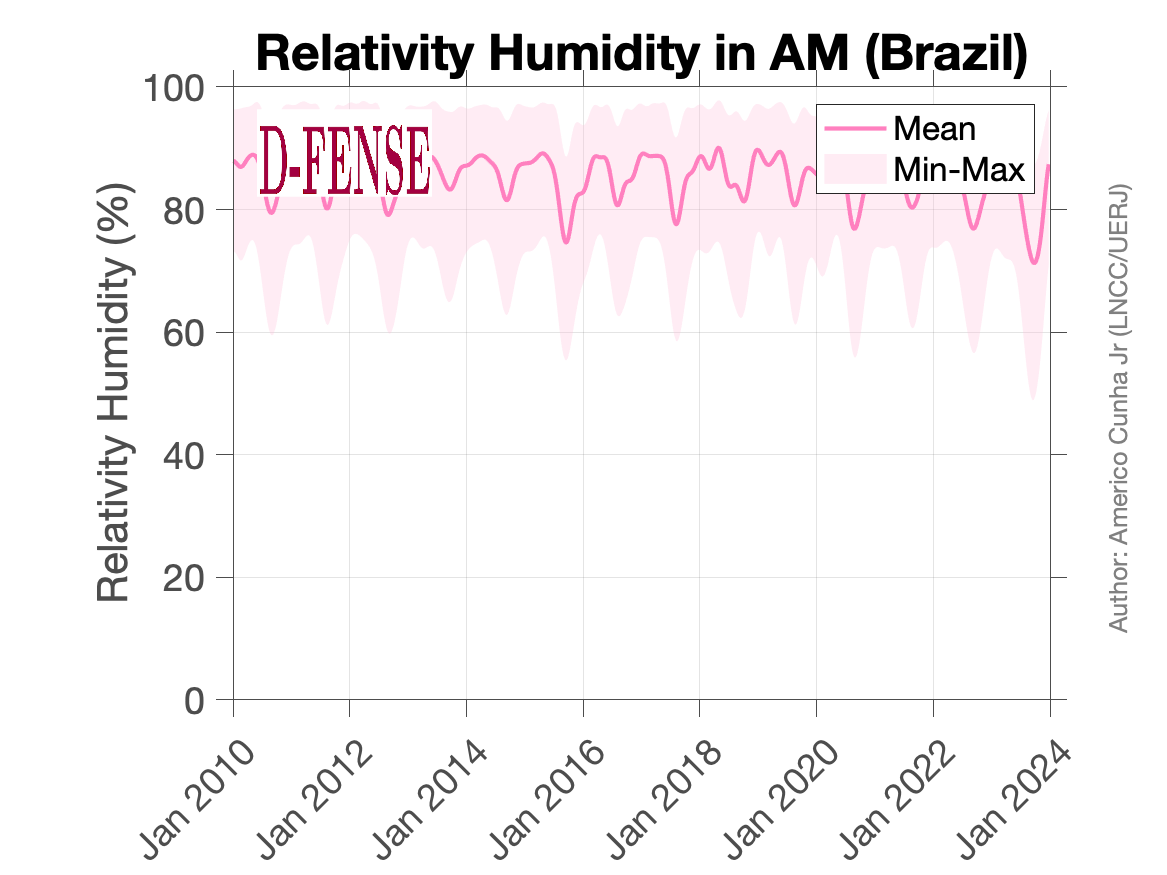 Relativity Humidity in AM (Brazil)
100
80
60
40
20
0
Relativity Humidity (%)
D-FENSE
Mean
Min-Max
Jan 2010
Jan 2012
Jan 2014
Jan 2016
Jan 2018
Jan 2020
Jan 2022
Jan 2024
Author: Americo Cunha Jr (LNCC/UERJ)